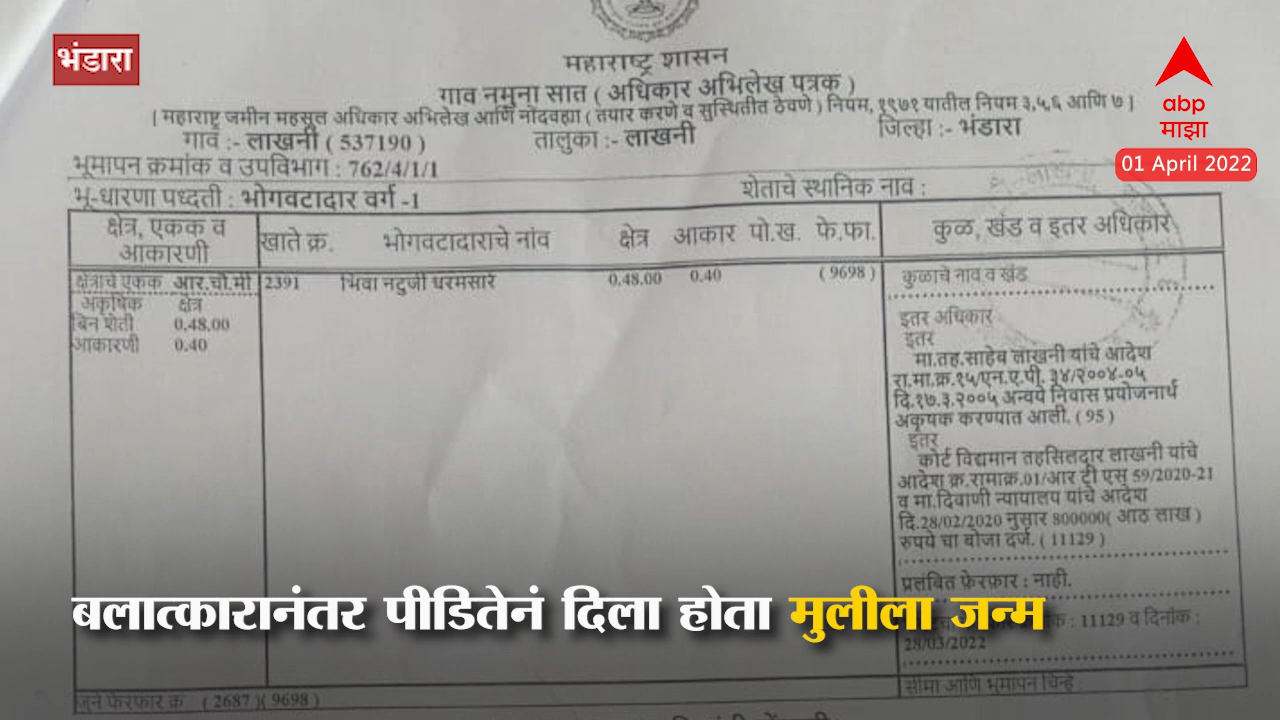 भंडारा
abp
माझा
01 April 2022
महाराष्ट्र शासन
गाव नमुना सात ( अधिकार अभिलेख पत्रक )
[ महाराष्ट्र जमीन महसूल अधिकार अभिलेख आणि नोंदवह्या ( तयार करणे व सुस्थितीत ठेवणे ) नियम, १९७१ यातील नियम ३,५,६ आणि ७ ]
गाव :- लाखनी ( 537190 ) तालुका :- लाखनी जिल्हा :- भंडारा
भूमापन क्रमांक व उपविभाग : 762/4/1/1
भू-धारणा पध्दती : भोगवटादार वर्ग -1 शेताचे स्थानिक नाव :
क्षेत्र, एकक व
आकारणी
खाते क्र. भोगवटादाराचे नांव क्षेत्र आकार पो.ख. फे.फा.
कुळ, खंड व इतर अधिकार
क्षेत्राचे एकक आर.चौ.मी
अकृषिक क्षेत्र
बिन शेती 0.48.00
आकारणी 0.40
2391 भिवा नटुजी धरमसारे 0.48.00 0.40 ( 9698 )
कुळाचे नाव व खंड
इतर अधिकार
इतर
मा.तह.साहेब लाखनी यांचे आदेश
रा.मा.क्र.१५/एन.ए.पी. ३४/२००४-०५
दि.१७.३.२००५ अन्वये निवास प्रयोजनार्थ
अकृषक करण्यात आली. ( 95 )
इतर
कोर्ट विद्यमान तहसिलदार लाखनी यांचे
आदेश क्र.रामाक्र.01/आर टी एस 59/2020-21
व मा.दिवाणी न्यायालय यांचे आदेश
दि.28/02/2020 नुसार 800000( आठ लाख )
रुपये चा बोजा दर्ज. ( 11129 )
प्रलंबित फेरफार : नाही.
: 11129 व दिनांक :
28/03/2022
सीमा आणि भूमापन चिन्हे :
जुने फेरफार क्र. ( 2687 )( 9698 )
बलात्कारानंतर पीडितेनं दिला होता मुलीला जन्म